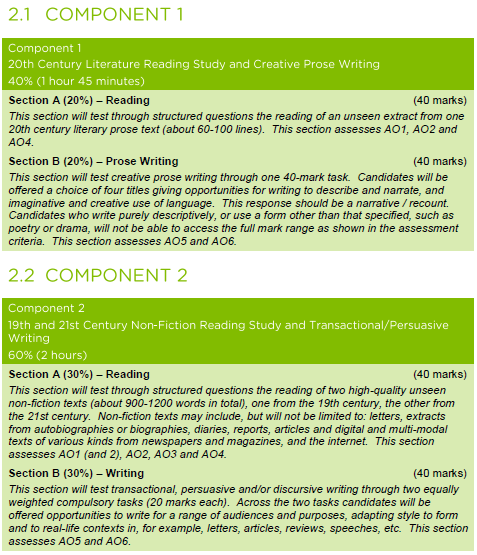 2.1 COMPONENT 1
Component 1
20th Century Literature Reading Study and Creative Prose Writing
40% (1 hour 45 minutes)
Section A (20%) – Reading (40 marks)
This section will test through structured questions the reading of an unseen extract from one
20th century literary prose text (about 60-100 lines). This section assesses AO1, AO2 and
AO4.
Section B (20%) – Prose Writing (40 marks)
This section will test creative prose writing through one 40-mark task. Candidates will be
offered a choice of four titles giving opportunities for writing to describe and narrate, and
imaginative and creative use of language. This response should be a narrative / recount.
Candidates who write purely descriptively, or use a form other than that specified, such as
poetry or drama, will not be able to access the full mark range as shown in the assessment
criteria. This section assesses AO5 and AO6.
2.2 COMPONENT 2
Component 2
19th and 21st Century Non-Fiction Reading Study and Transactional/Persuasive
Writing
60% (2 hours)
Section A (30%) – Reading (40 marks)
This section will test through structured questions the reading of two high-quality unseen
non-fiction texts (about 900-1200 words in total), one from the 19th century, the other from
the 21st century. Non-fiction texts may include, but will not be limited to: letters, extracts
from autobiographies or biographies, diaries, reports, articles and digital and multi-modal
texts of various kinds from newspapers and magazines, and the internet. This section
assesses AO1 (and 2), AO2, AO3 and AO4.
Section B (30%) – Writing (40 marks)
This section will test transactional, persuasive and/or discursive writing through two equally
weighted compulsory tasks (20 marks each). Across the two tasks candidates will be
offered opportunities to write for a range of audiences and purposes, adapting style to form
and to real-life contexts in, for example, letters, articles, reviews, speeches, etc. This section
assesses AO5 and AO6.